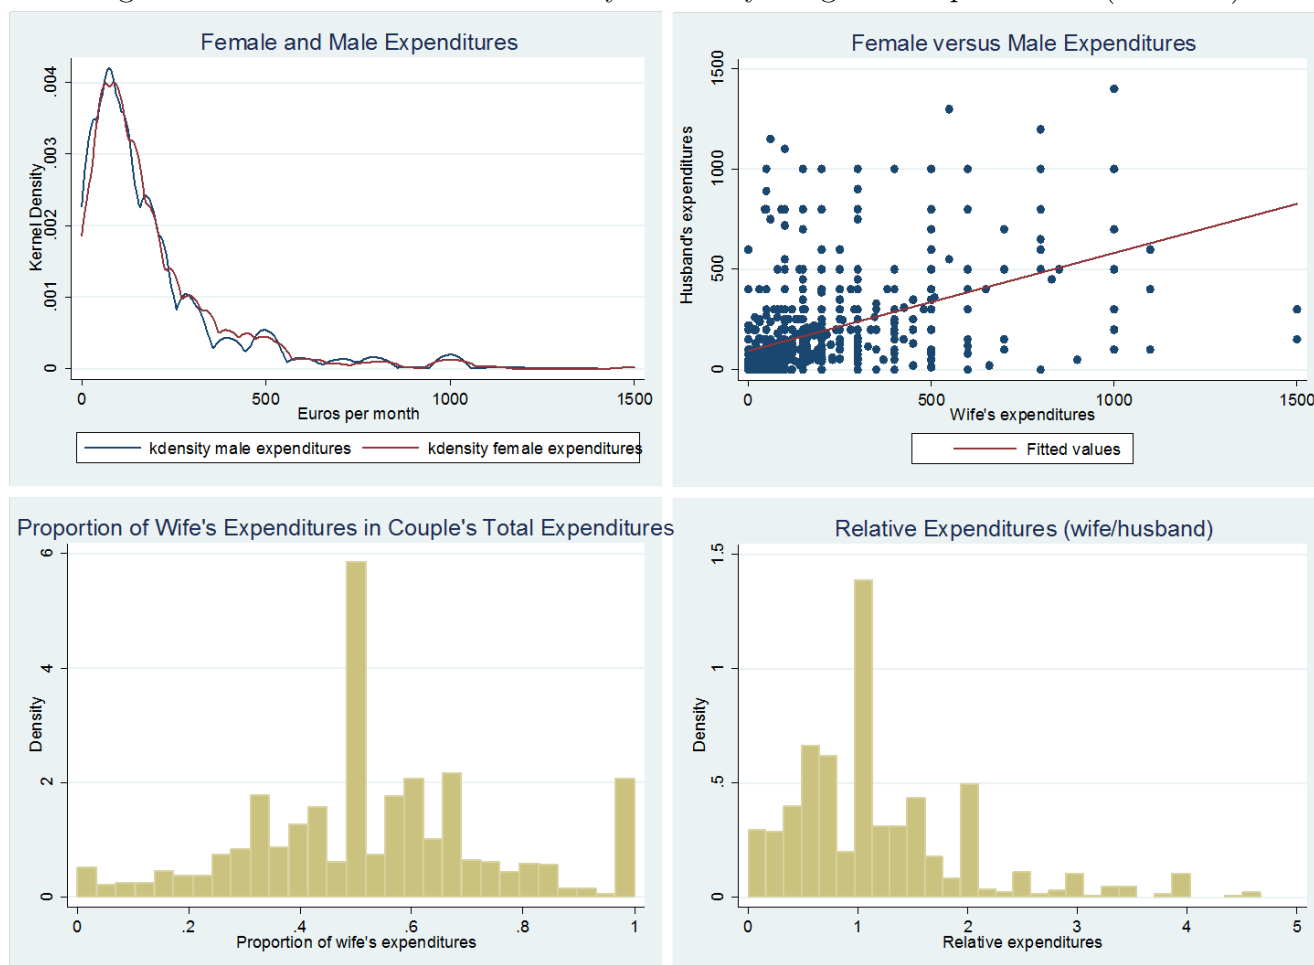 Female and Male Expenditures
Kernel Density
0
.001
.002
.003
.004
0 500 1000 1500
Euros per month
kdensity male expenditures kdensity female expenditures
Female versus Male Expenditures
Husband's expenditures
0
500
1000
1500
0 500 1000 1500
Wife's expenditures
Fitted values
Proportion of Wife's Expenditures in Couple's Total Expenditures
Density
0
2
4
6
0 .2 .4 .6 .8 1
Proportion of wife's expenditures
Relative Expenditures (wife/husband)
Density
0
.5
1
1.5
0 1 2 3 4 5
Relative expenditures